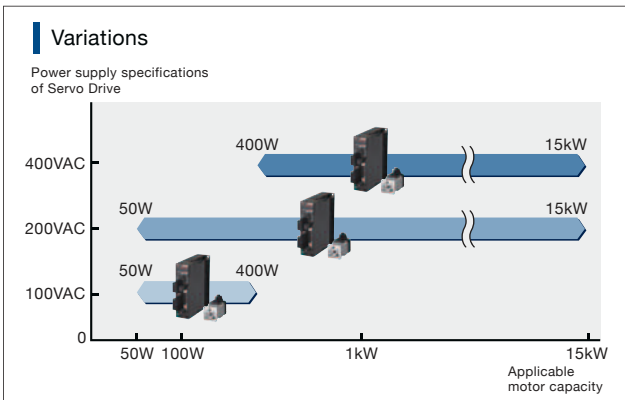 Variations
Power supply specifications
of Servo Drive
400W
15kW
400VAC
50W
15kW
200VAC
50W
400W
100VAC
0
50W
100W
1kW
15kW
Applicable
motor capacity